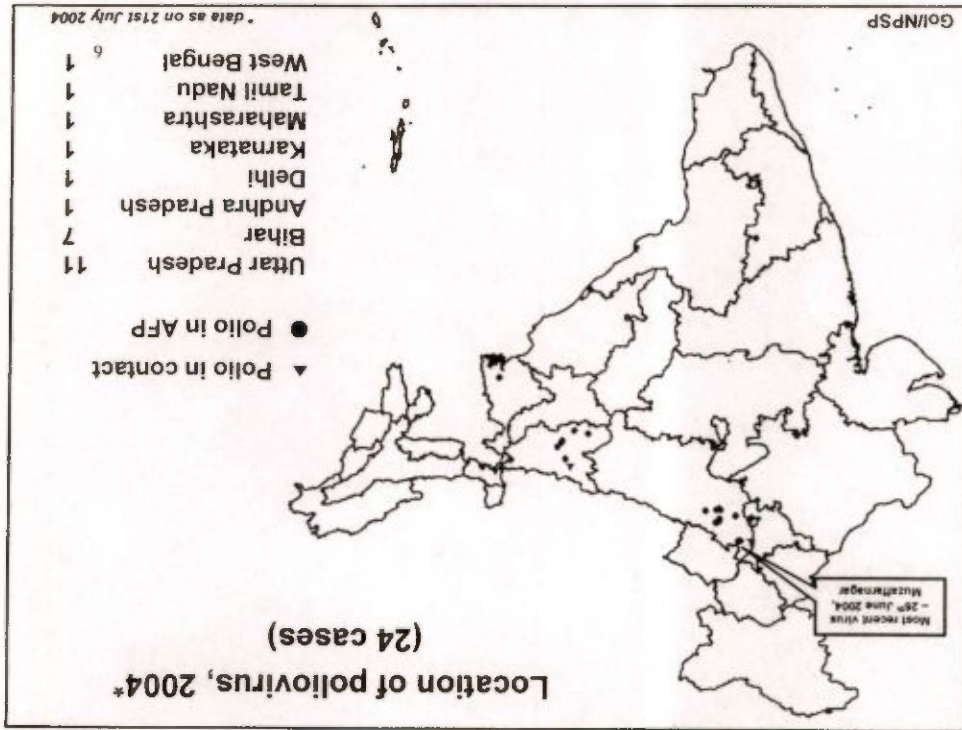 Location of poliovirus, 2004*
(24 cases)
Most recent virus
– 26th June 2004,
Muzaffarnagar
▲ Polio in contact
● Polio in AFP
Uttar Pradesh 11
Bihar 7
Andhra Pradesh 1
Delhi 1
Karnataka 1
Maharashtra 1
Tamil Nadu 1
West Bengal 1
6
GoI/NPSP
* data as on 21st July 2004